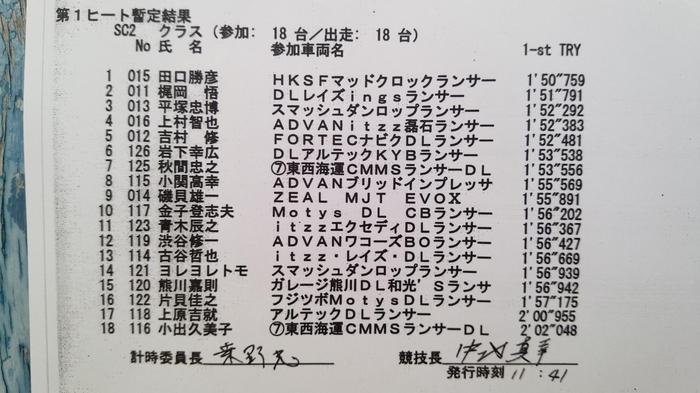 第1ヒート暫定結果
SC2 クラス(参加: 18台/出走: 18台)
No 氏 名 参加車両名 1-st TRY
1 015 田口勝彦 HKSFマッドクロックランサー 1'50"759
2 011 梶岡 悟 DLレイズingsランサー 1'51"791
3 013 平塚忠博 スマッシュダンロップランサー 1'52"292
4 016 上村智也 ADVANitzz磊石ランサー 1'52"383
5 012 吉村 修 FORTECナビクDLランサー 1'52"481
6 126 岩下幸広 DLアルテックKYBランサー 1'53"538
7 125 秋間忠之 ⑦東西海運CMMSランサーDL 1'53"556
8 115 小関高幸 ADVANブリッドインプレッサ 1'55"569
9 014 磯貝雄一 ZEAL MJT EVOX 1'55"891
10 117 金子登志夫 Motys DL CBランサー 1'56"202
11 123 青木辰之 itzzエクセディDLランサー 1'56"367
12 119 渋谷修一 ADVANワコーズBOランサー 1'56"427
13 114 古谷哲也 itzz・レイズ・DLランサー 1'56"669
14 121 ヨレヨレトモ スマッシュダンロップランサー 1'56"939
15 120 熊川嘉則 ガレージ熊川DL和光'Sランサ 1'56"942
16 122 片貝佳之 フジツボMotysDLランサー 1'57"175
17 118 上原吉就 アルテックDLランサー 2'00"955
18 116 小出久美子 ⑦東西海運CMMSランサーDL 2'02"048
計時委員長 競技長
発行時刻 11:41